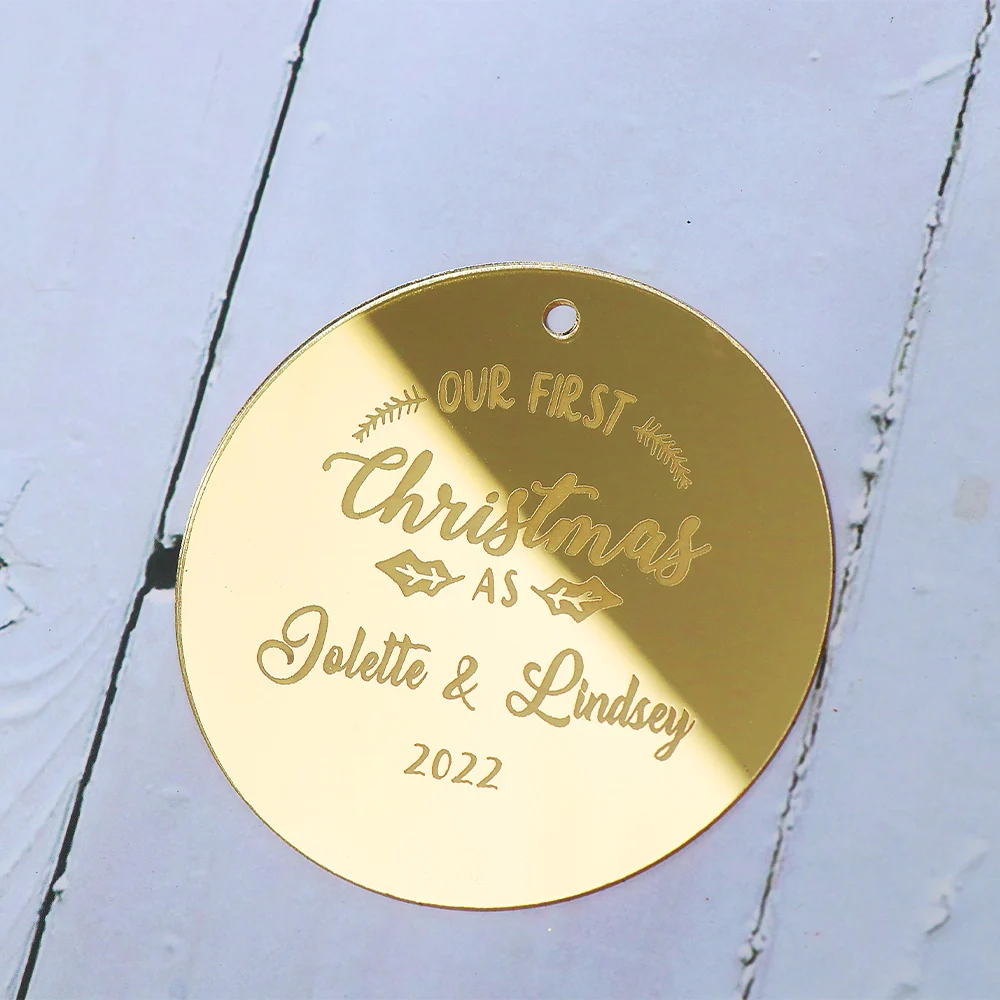 OUR FIRST
Christmas
AS
Jolette & Lindsey
2022